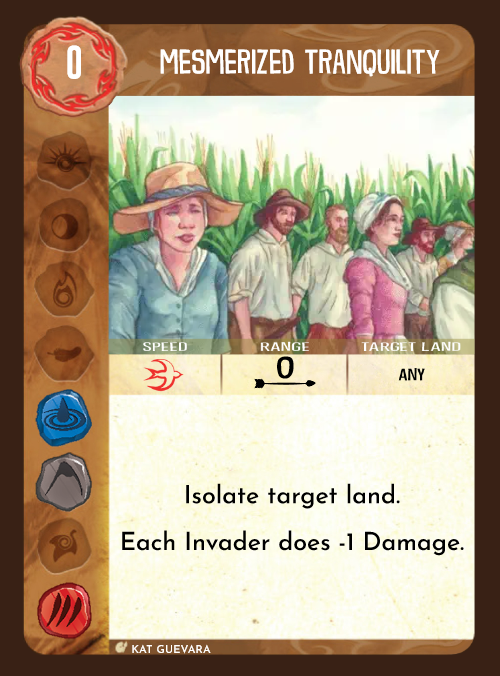 0
MESMERIZED TRANQUILITY
SPEED RANGE TARGET LAND
0 ANY
Isolate target land.
Each Invader does -1 Damage.
KAT GUEVARA